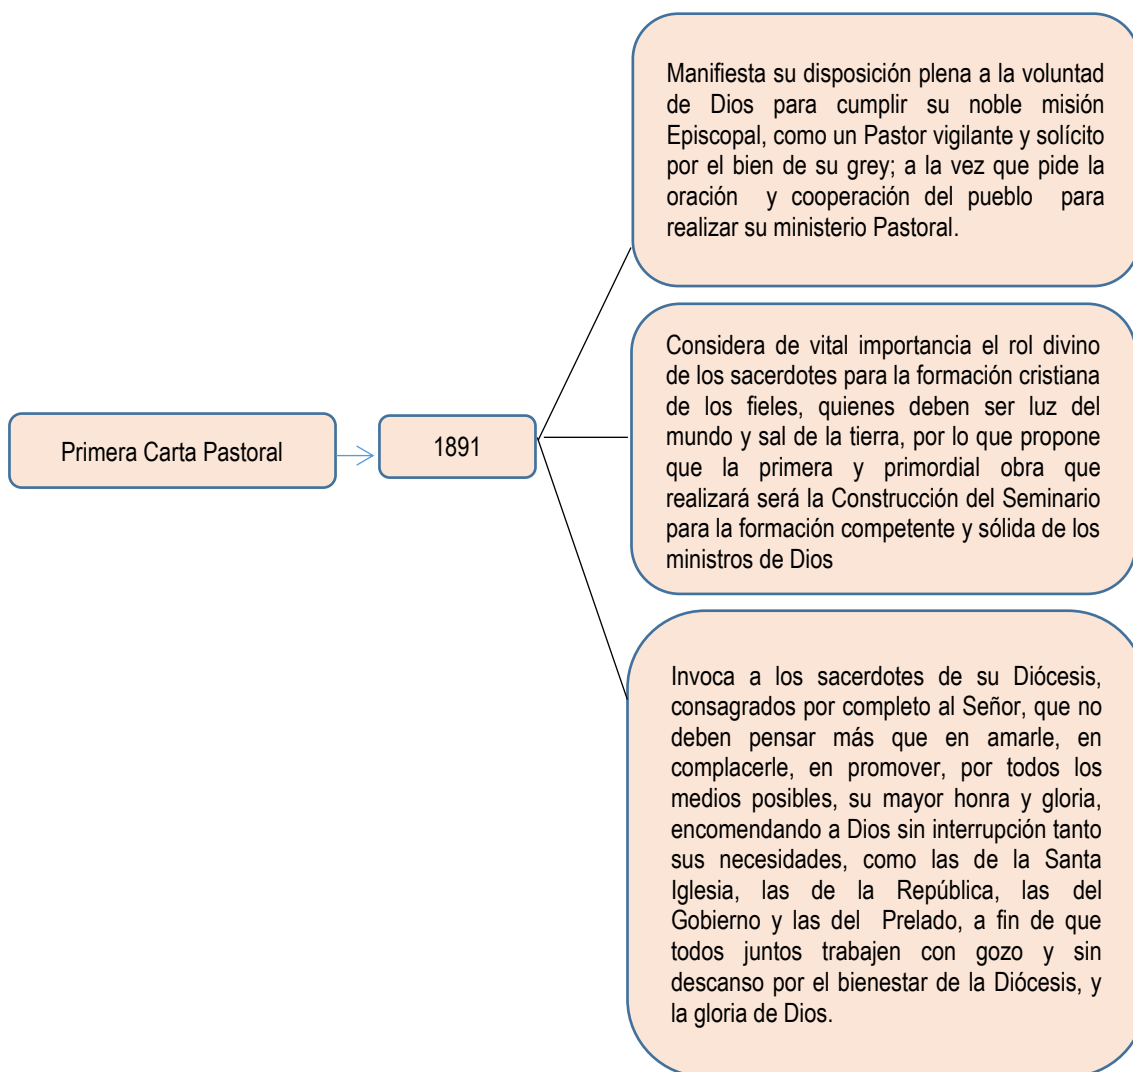 Primera Carta Pastoral
1891
Manifiesta su disposición plena a la voluntad
de Dios para cumplir su noble misión
Episcopal, como un Pastor vigilante y solícito
por el bien de su grey; a la vez que pide la
oración y cooperación del pueblo para
realizar su ministerio Pastoral.
Considera de vital importancia el rol divino
de los sacerdotes para la formación cristiana
de los fieles, quienes deben ser luz del
mundo y sal de la tierra, por lo que propone
que la primera y primordial obra que
realizará será la Construcción del Seminario
para la formación competente y sólida de los
ministros de Dios
Invoca a los sacerdotes de su Diócesis,
consagrados por completo al Señor, que no
deben pensar más que en amarle, en
complacerle, en promover, por todos los
medios posibles, su mayor honra y gloria,
encomendando a Dios sin interrupción tanto
sus necesidades, como las de la Santa
Iglesia, las de la República, las del
Gobierno y las del Prelado, a fin de que
todos juntos trabajen con gozo y sin
descanso por el bienestar de la Diócesis, y
la gloria de Dios.